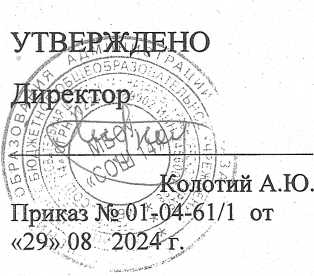 УТВЕРЖДЕНО
Директор
Колотий А.Ю.
Приказ № 01-04-61/1 от
«29» 08 2024 г.